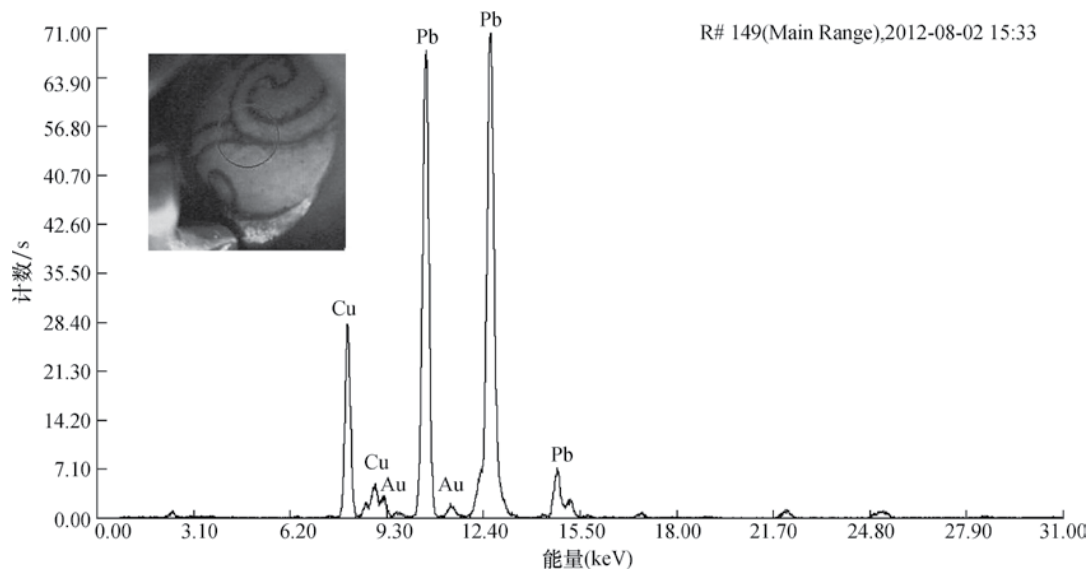 R# 149(Main Range),2012-08-02 15:33
计数/s
71.00
63.90
56.80
40.70
42.60
35.50
28.40
21.30
14.20
7.10
0.00
Cu
Cu
Au
Pb
Au
Pb
Pb
0.00
3.10
6.20
9.30
12.40
15.50
18.00
21.70
24.80
27.90
31.00
能量(keV)